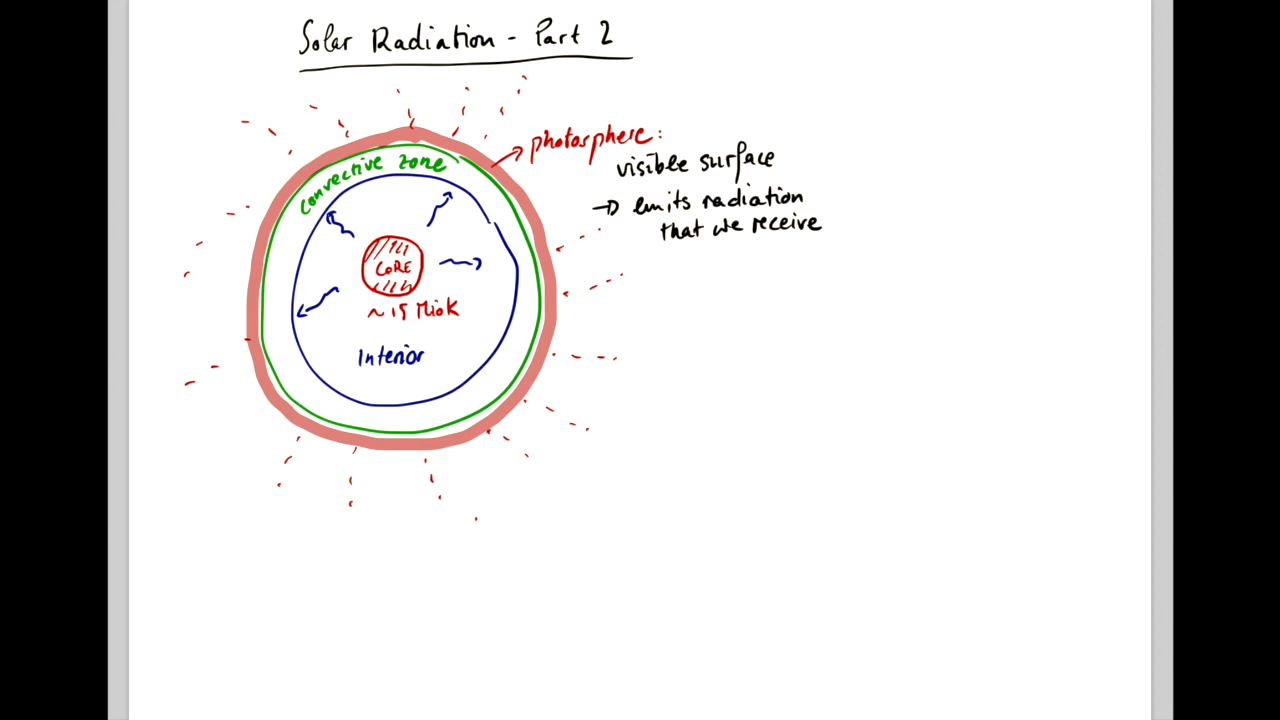 Solar Radiation - Part 2
photosphere:
visible surface
→ emits radiation
that we receive
convective zone
CORE
~ 15 Mio K
Interior